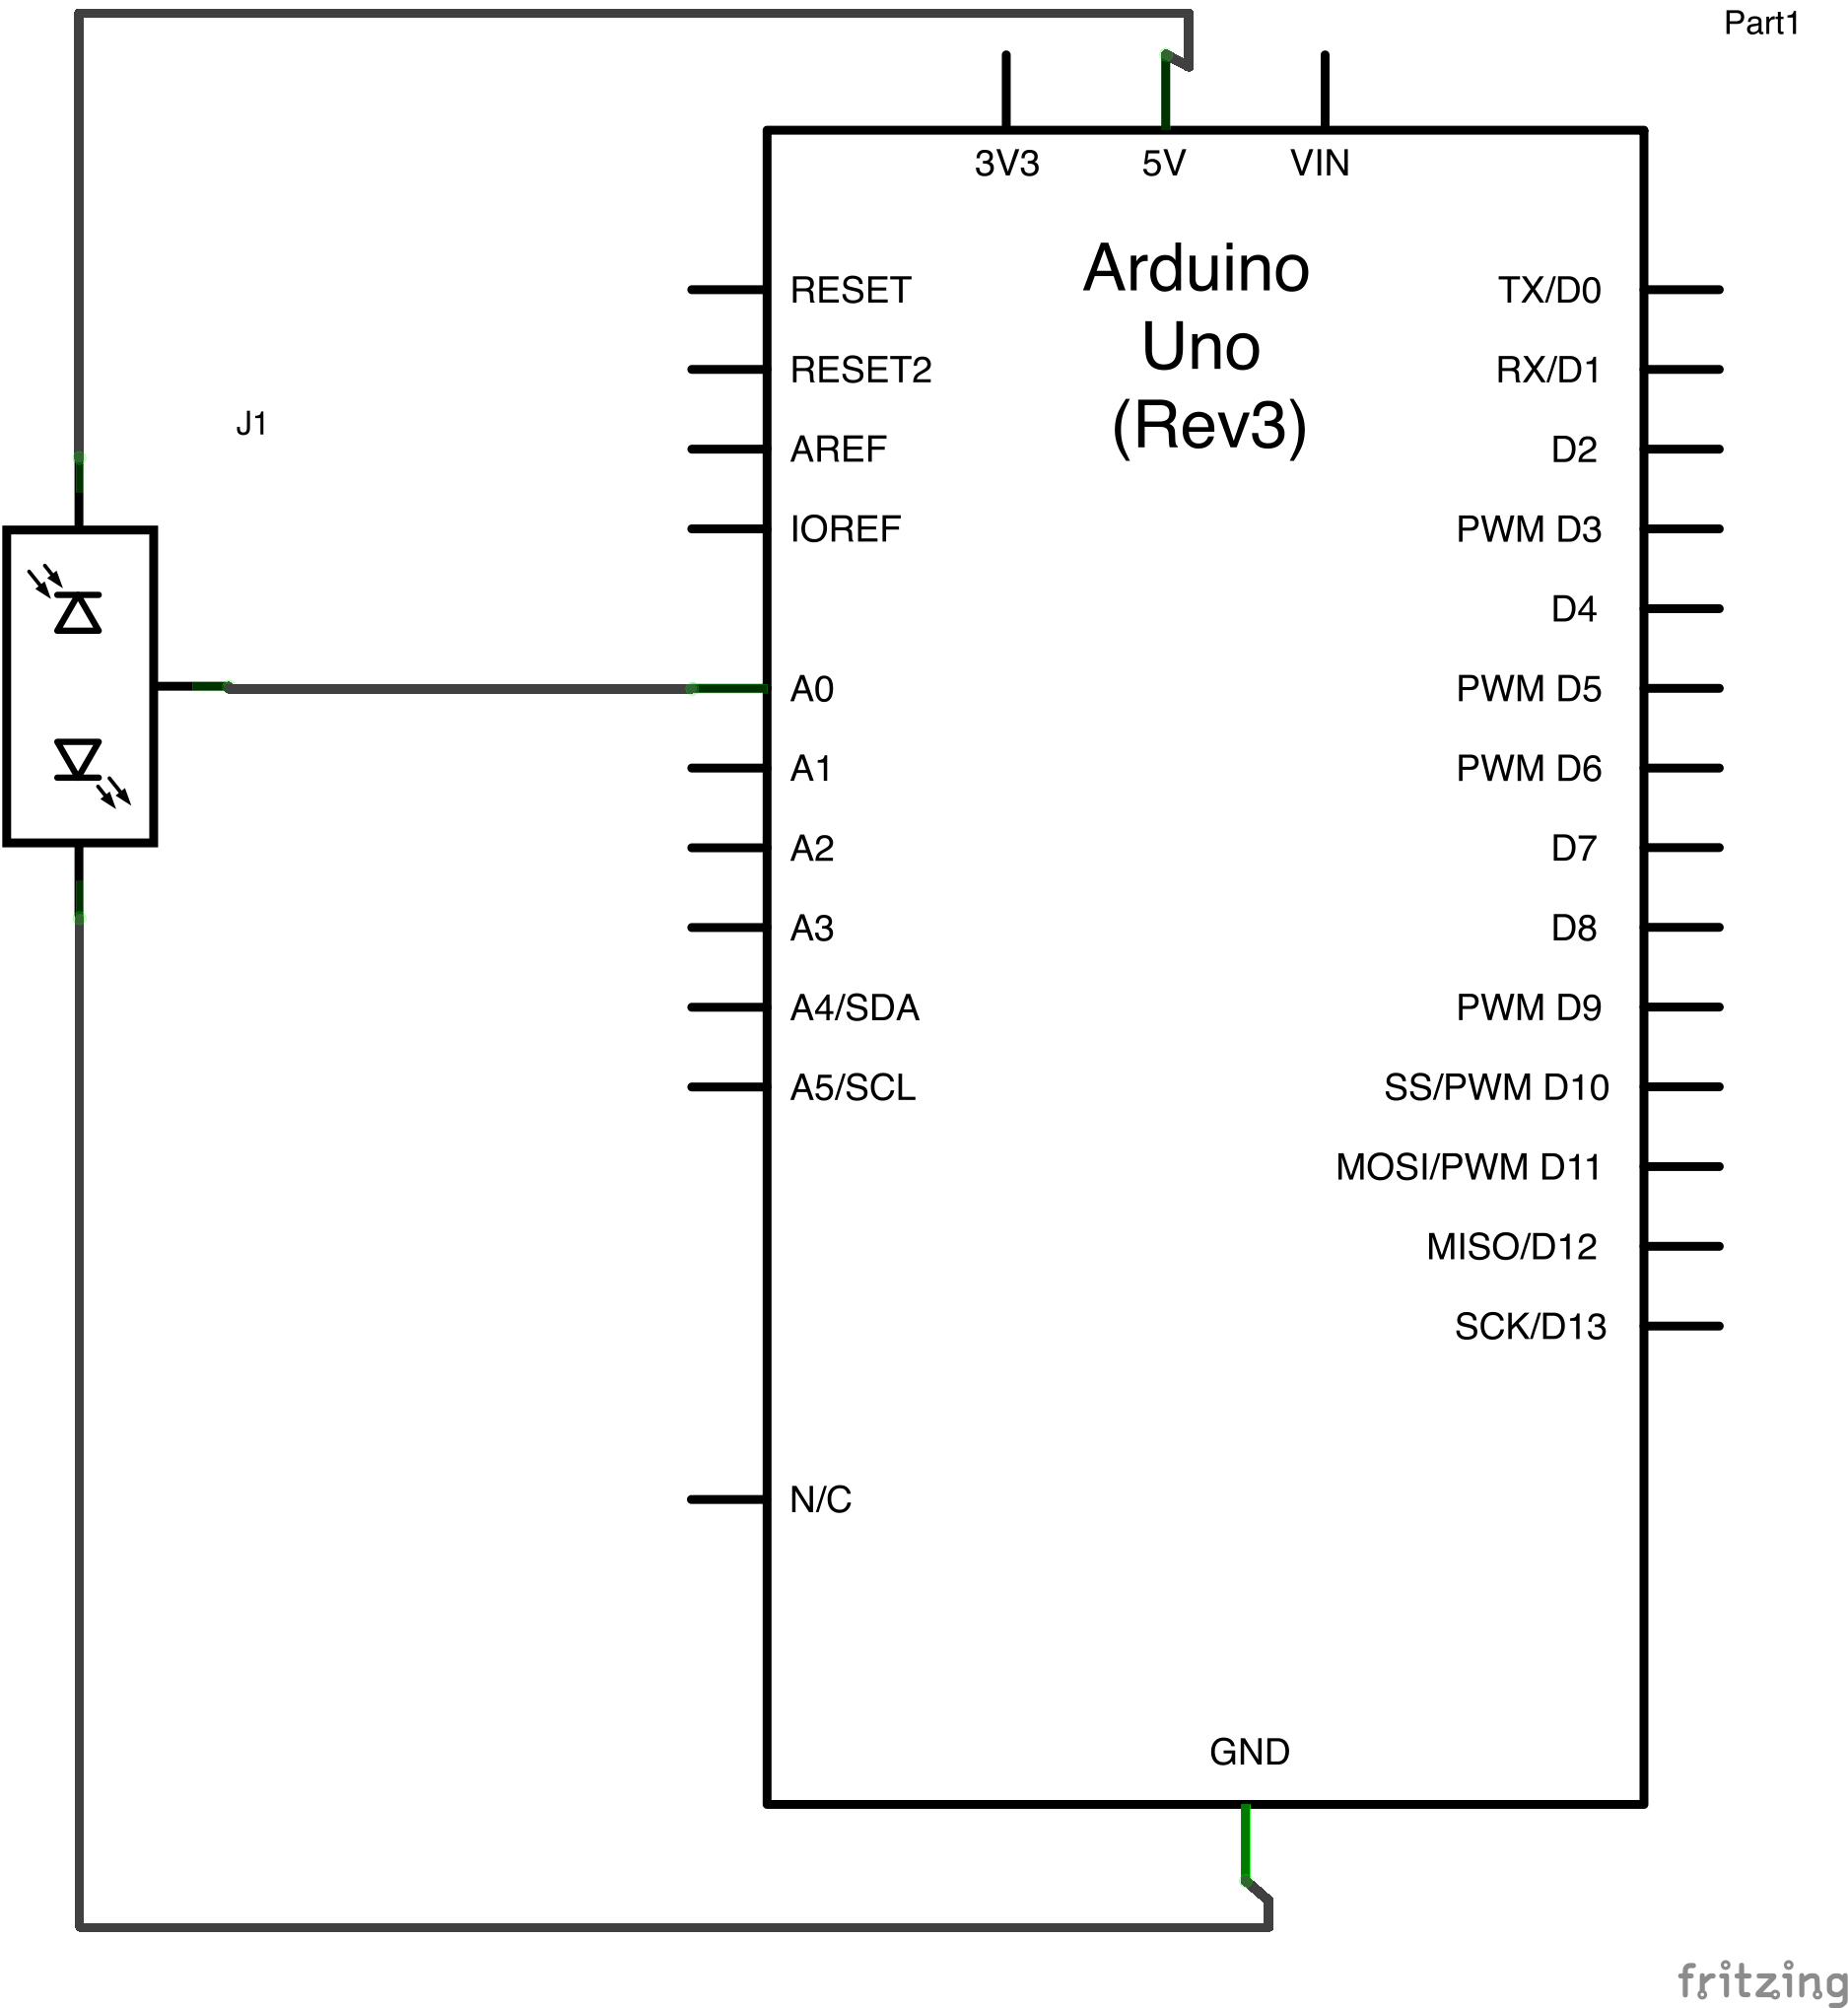 Part1
3V3 5V VIN
Arduino
Uno
(Rev3)
J1
RESET
RESET2
AREF
IOREF
A0
A1
A2
A3
A4/SDA
A5/SCL
N/C
TX/D0
RX/D1
D2
PWM D3
D4
PWM D5
PWM D6
D7
D8
PWM D9
SS/PWM D10
MOSI/PWM D11
MISO/D12
SCK/D13
GND
fritzing